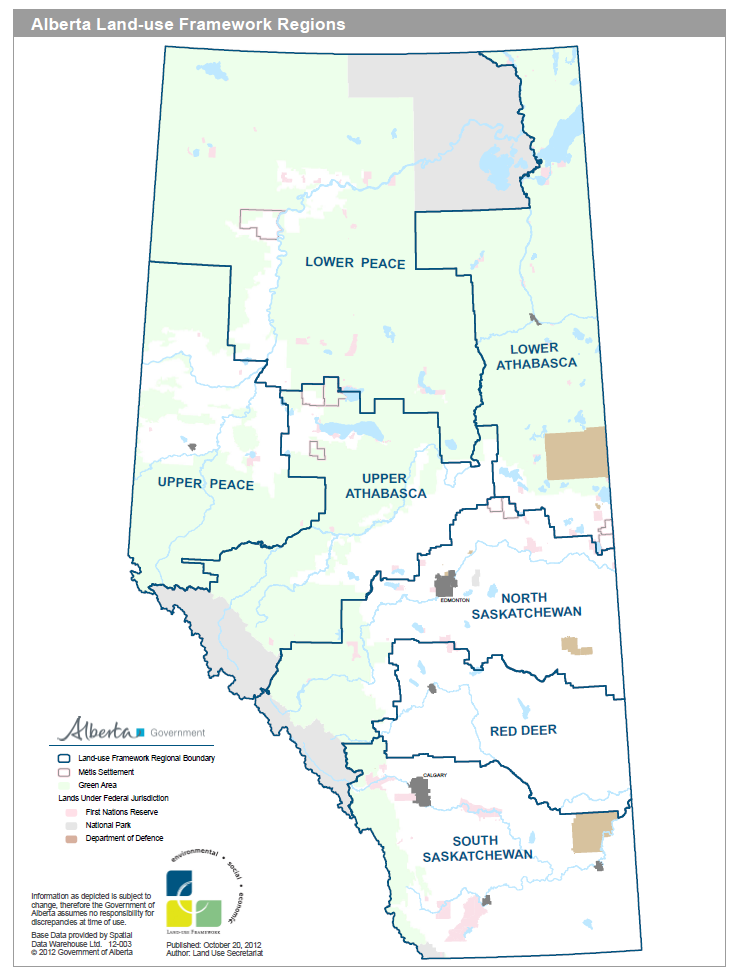 Alberta Land-use Framework Regions
LOWER PEACE
LOWER
ATHABASCA
UPPER PEACE
UPPER
ATHABASCA
EDMONTON
NORTH
SASKATCHEWAN
RED DEER
CALGARY
SOUTH
SASKATCHEWAN
Alberta Government
Land-use Framework Regional Boundary
Métis Settlement
Green Area
Lands Under Federal Jurisdiction
First Nations Reserve
National Park
Department of Defence
environmental • social • economic
LAND-USE FRAMEWORK
Information as depicted is subject to
change, therefore the Government of
Alberta assumes no responsibility for
discrepancies at time of use.
Base Data provided by Spatial
Data Warehouse Ltd. 12-003
© 2012 Government of Alberta
Published: October 20, 2012
Author: Land Use Secretariat